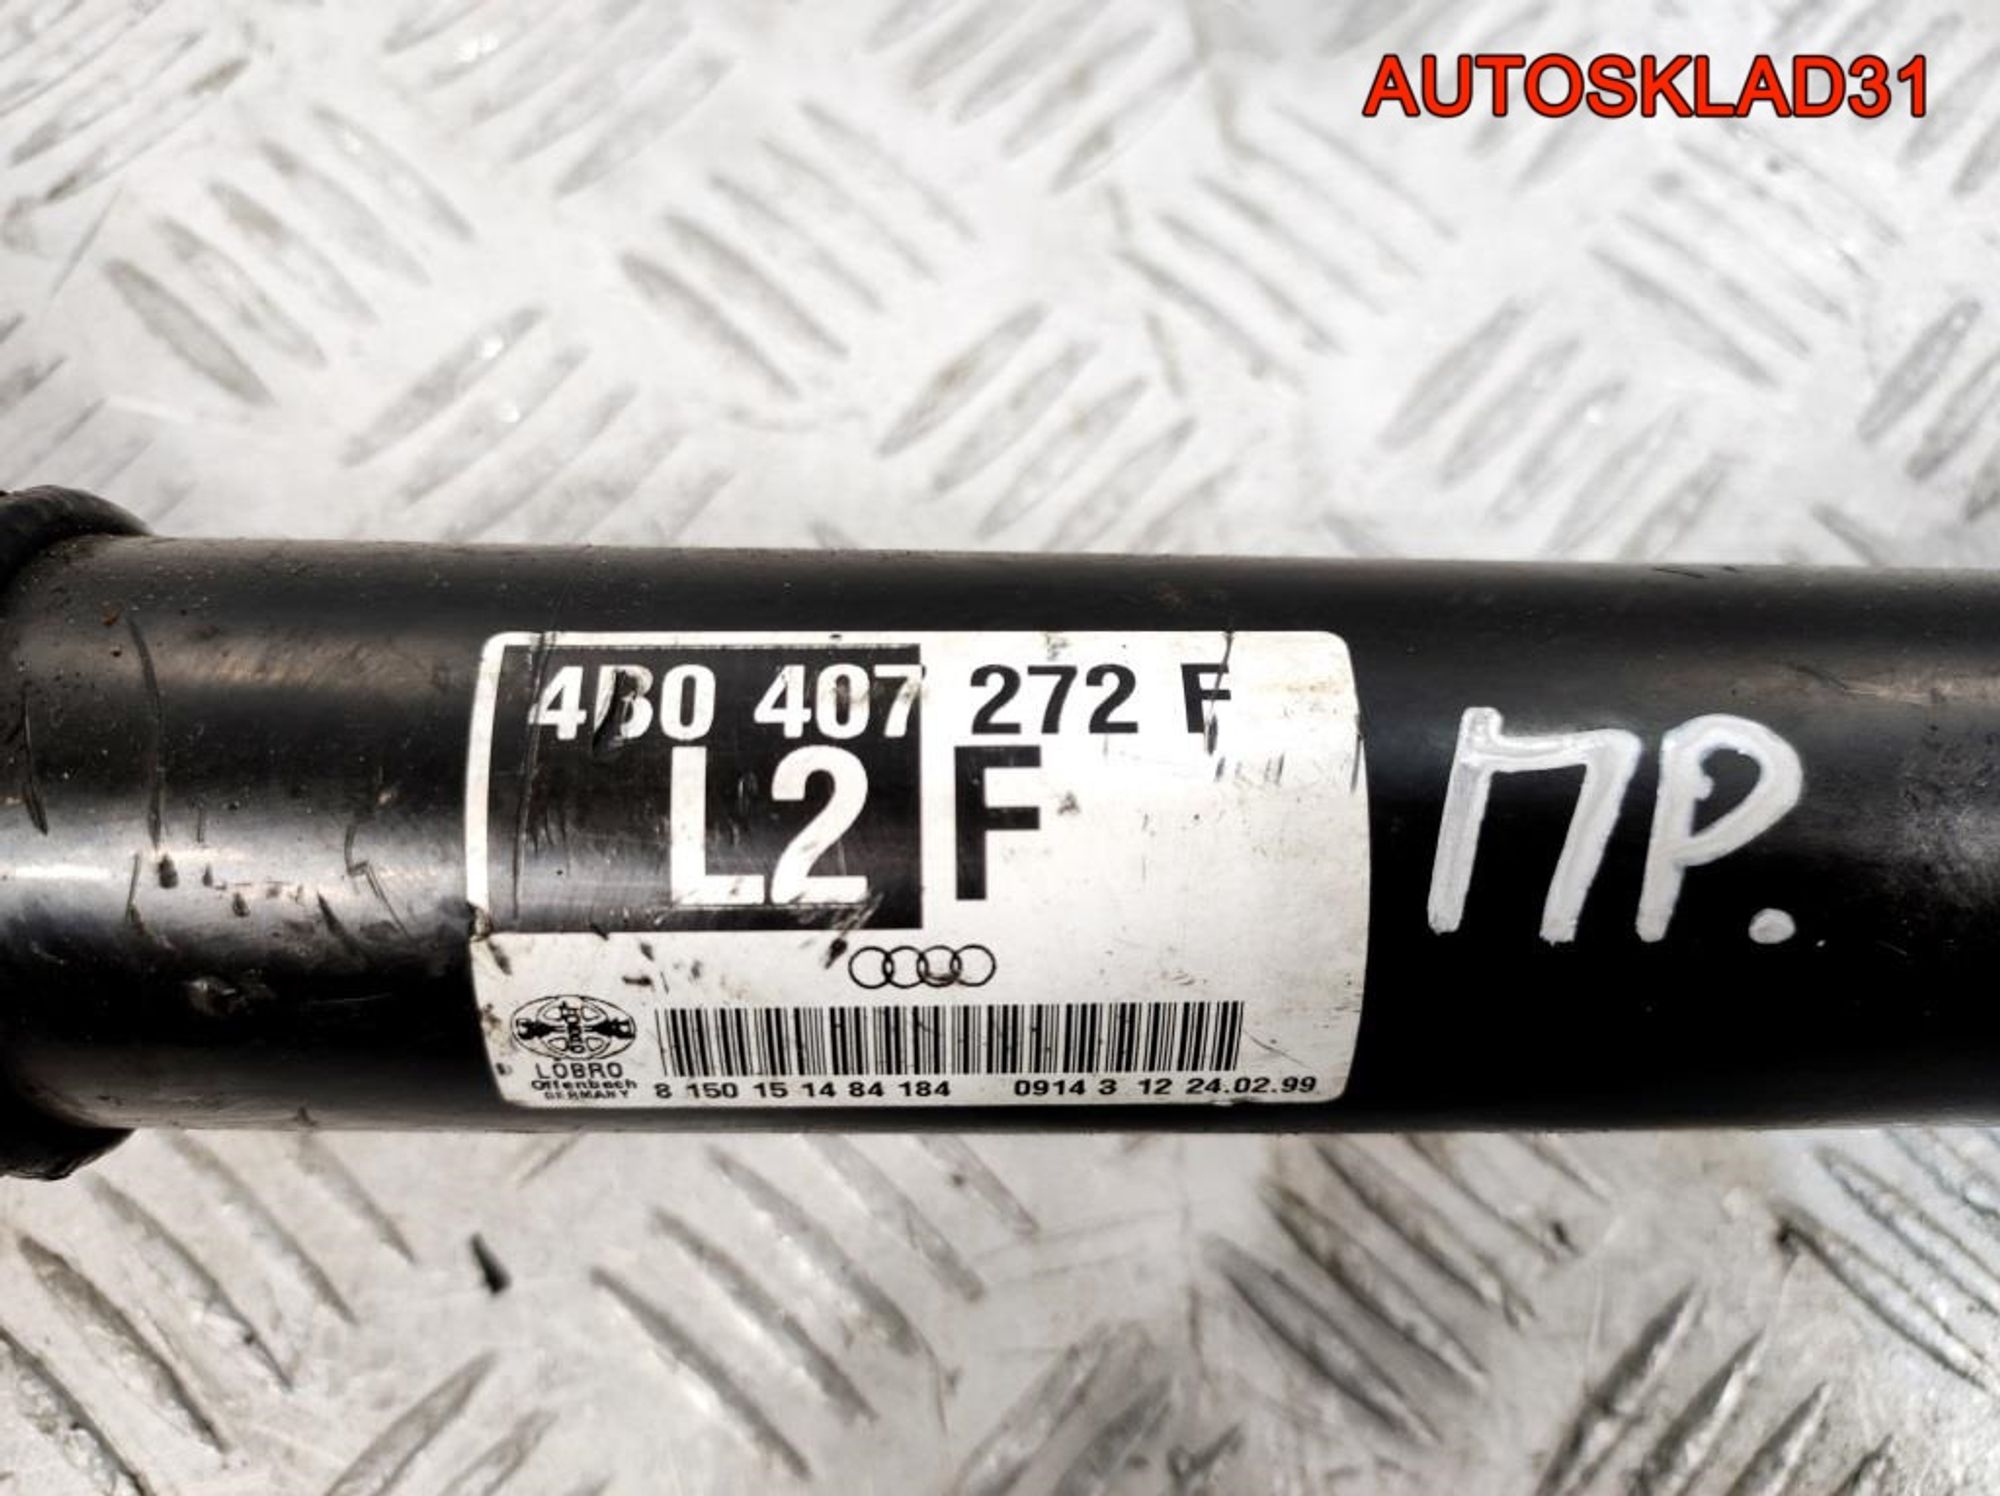 AUTOSKLAD31
4B0 407 272 F
L2 F
ПР.
LÖBRO
Offenbach
GERMANY
8 150 15 14 84 184 0914 3 12 24.02.99